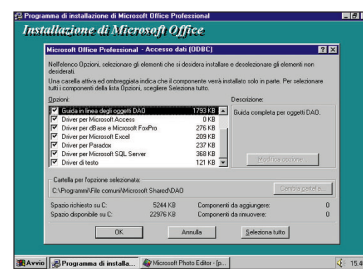 Programma di installazione di Microsoft Office Professional
Installazione di Microsoft Office
Microsoft Office Professional - Accesso dati (ODBC)
Nell'elenco Opzioni, selezionare gli elementi che si desidera installare e deselezionare gli elementi non
desiderati.
Una casella attiva ed ombreggiata indica che il componente verrà installato solo in parte. Per selezionare
tutti i componenti della lista Opzioni, scegliere Seleziona tutto.
Opzioni: Descrizione:
Guida in linea degli oggetti DAO 1793 KB Guida completa per oggetti DAO.
Driver per Microsoft Access 0 KB
Driver per dBase e Microsoft FoxPro 276 KB
Driver per Microsoft Excel 209 KB
Driver per Paradox 237 KB
Driver per Microsoft SQL Server 368 KB
Driver di testo 121 KB
Cartella per l'opzione selezionata:
C:\Programmi\File comuni\Microsoft Shared\DAO Cambia cartella...
Spazio richiesto su C: 5244 KB Componenti da aggiungere: 0
Spazio disponibile su C: 22976 KB Componenti da rimuovere: 0
OK Annulla Seleziona tutto
Avvio Programma di installa... Microsoft Photo Editor - [p... 15.4